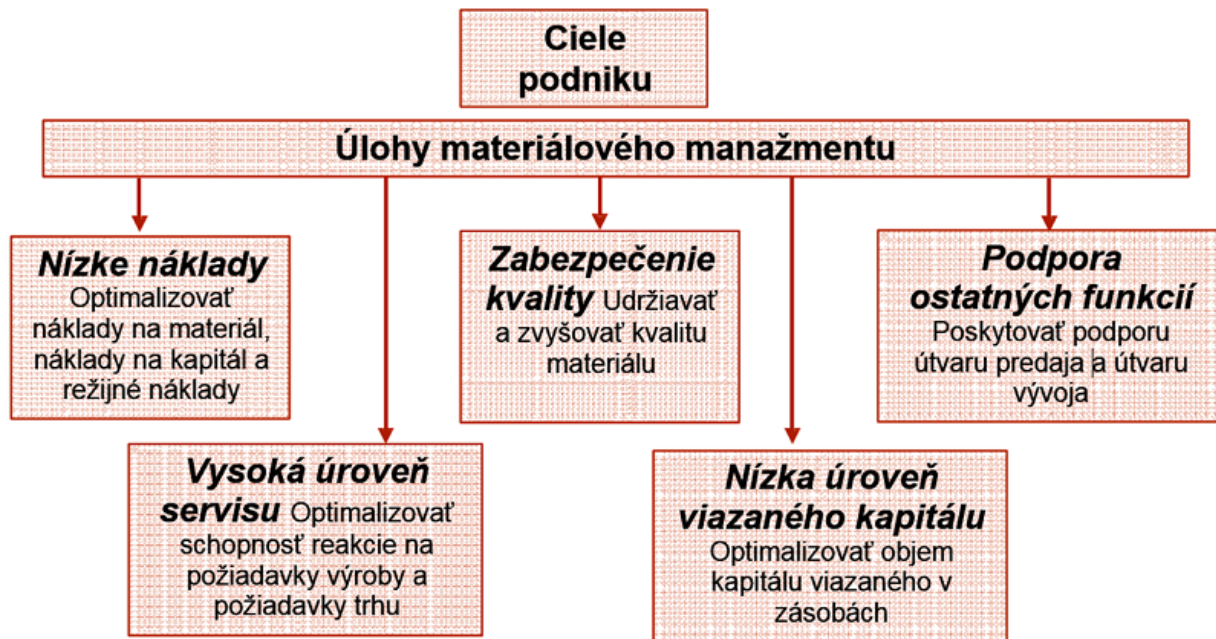 Ciele
podniku
Úlohy materiálového manažmentu
Nízke náklady
Optimalizovať
náklady na materiál,
náklady na kapitál a
režijné náklady
Vysoká úroveň
servisu Optimalizovať
schopnosť reakcie na
požiadavky výroby a
požiadavky trhu
Zabezpečenie
kvality Udržiavať
a zvyšovať kvalitu
materiálu
Nízka úroveň
viazaného kapitálu
Optimalizovať objem
kapitálu viazaného v
zásobách
Podpora
ostatných funkcií
Poskytovať podporu
útvaru predaja a útvaru
vývoja